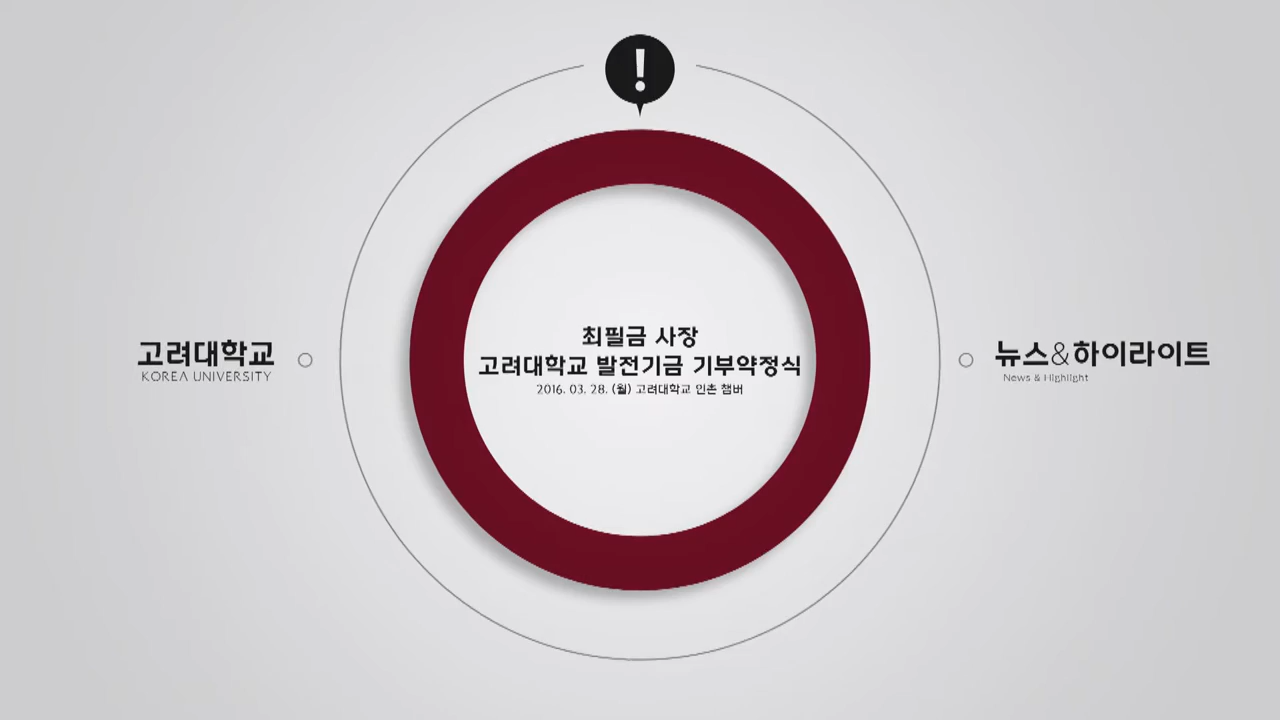 !
최필금 사장
고려대학교 발전기금 기부약정식
2016. 03. 28. (월) 고려대학교 인촌 챔버
고려대학교
KOREA UNIVERSITY
뉴스&하이라이트
News & Highlight